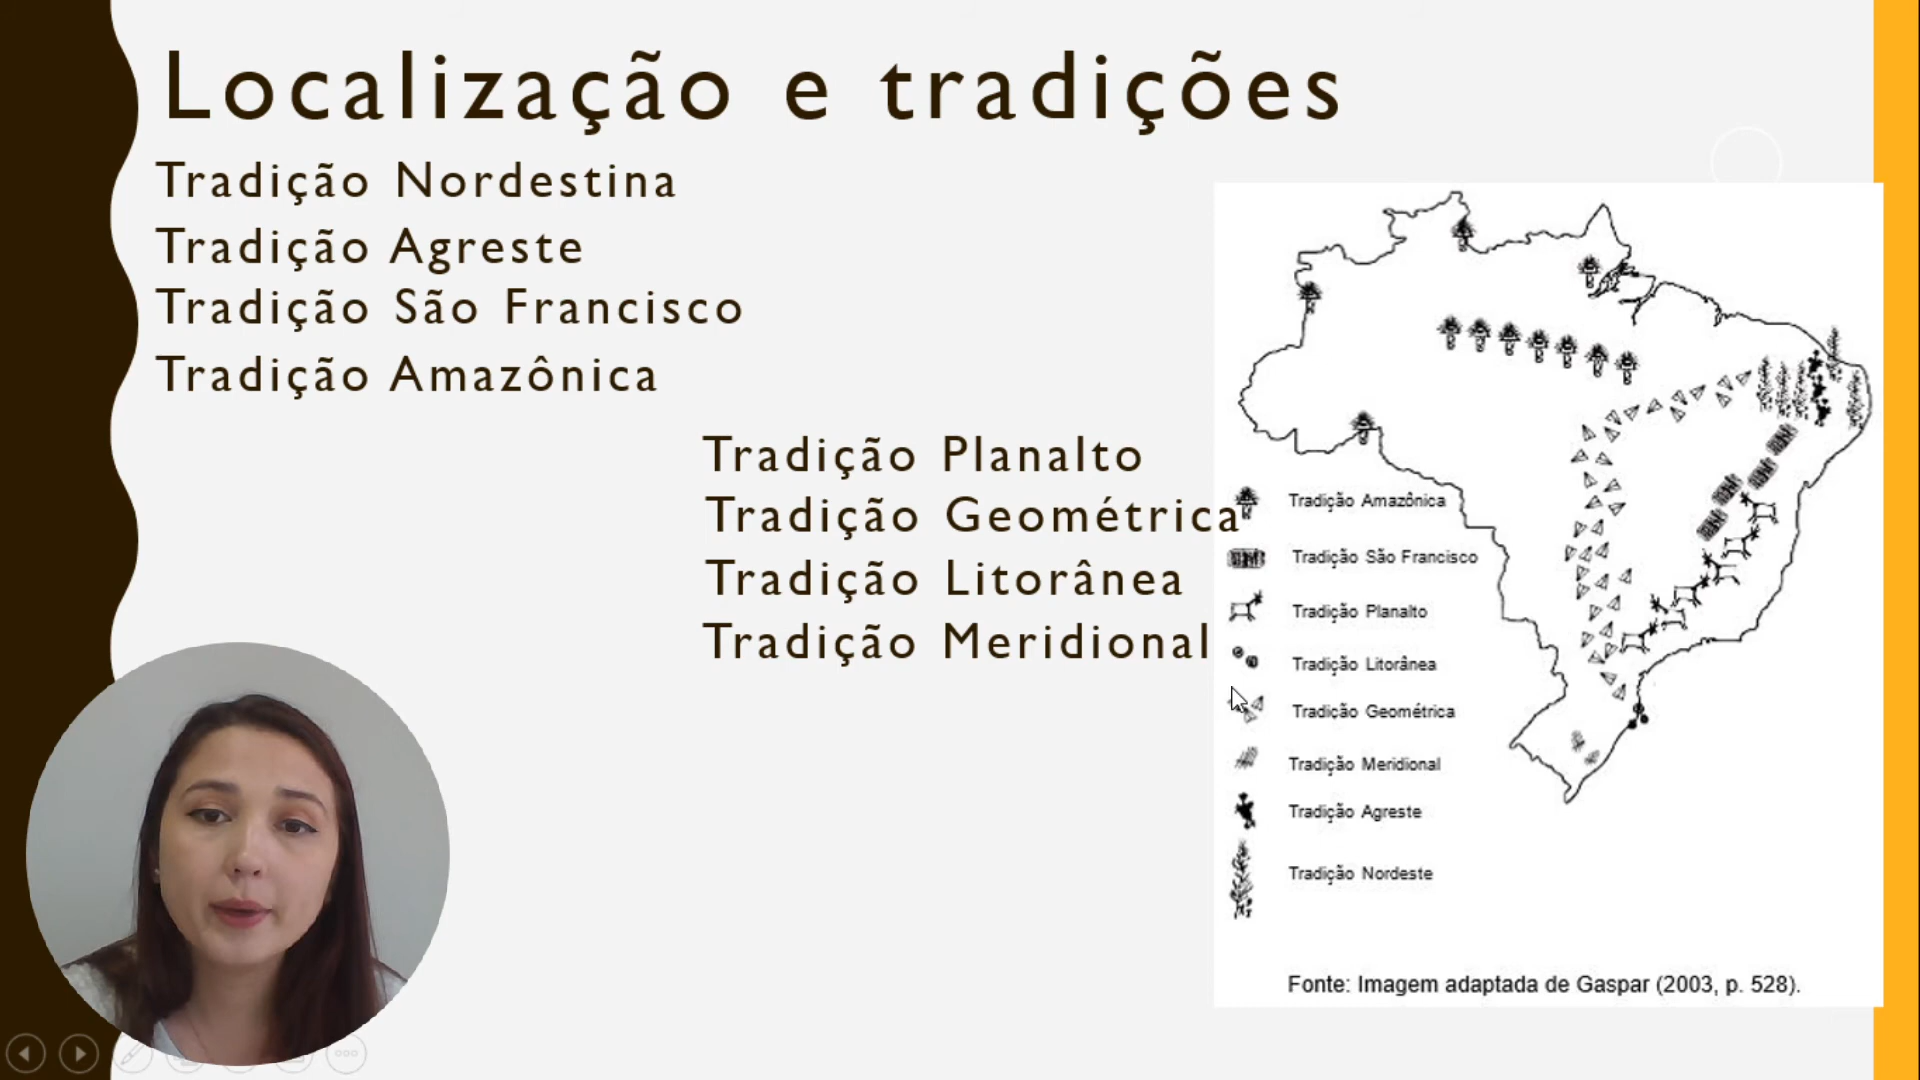 Localização e tradições
Tradição Nordestina
Tradição Agreste
Tradição São Francisco
Tradição Amazônica
Tradição Planalto
Tradição Geométrica
Tradição Litorânea
Tradição Meridional
Tradição Amazônica
Tradição São Francisco
Tradição Planalto
Tradição Litorânea
Tradição Geométrica
Tradição Meridional
Tradição Agreste
Tradição Nordeste
Fonte: Imagem adaptada de Gaspar (2003, p. 528).